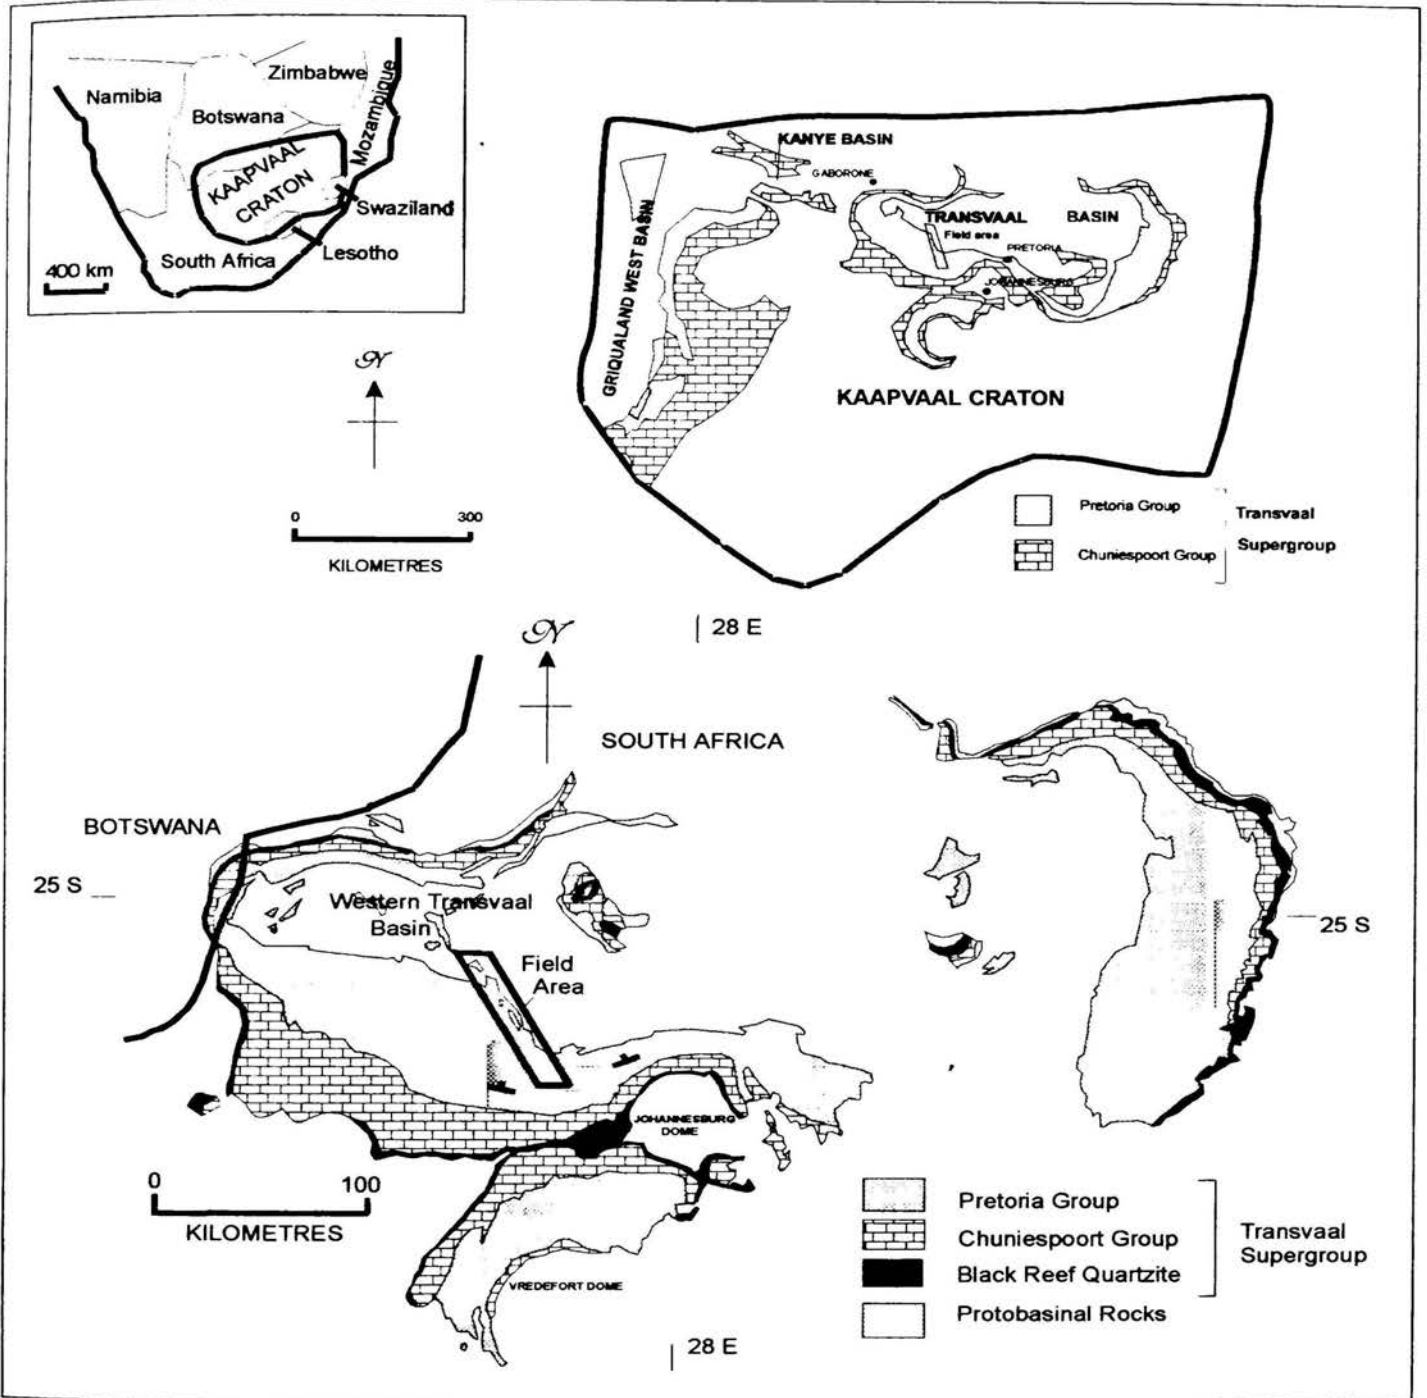 Namibia
Zimbabwe
Botswana
Mozambique
KAAPVAAL
CRATON
Swaziland
South Africa
Lesotho
400 km
N
0 300
KILOMETRES
KANYE BASIN
GABORONE
GRIQUALAND WEST BASIN
TRANSVAAL BASIN
Field area
PRETORIA
JOHANNESBURG
KAAPVAAL CRATON
Pretoria Group
Chuniespoort Group
Transvaal
Supergroup
28 E
N
SOUTH AFRICA
BOTSWANA
25 S
Western Transvaal
Basin
Field
Area
25 S
JOHANNESBURG
DOME
0 100
KILOMETRES
VREDEFORT DOME
28 E
Pretoria Group
Chuniespoort Group
Black Reef Quartzite
Protobasinal Rocks
Transvaal
Supergroup